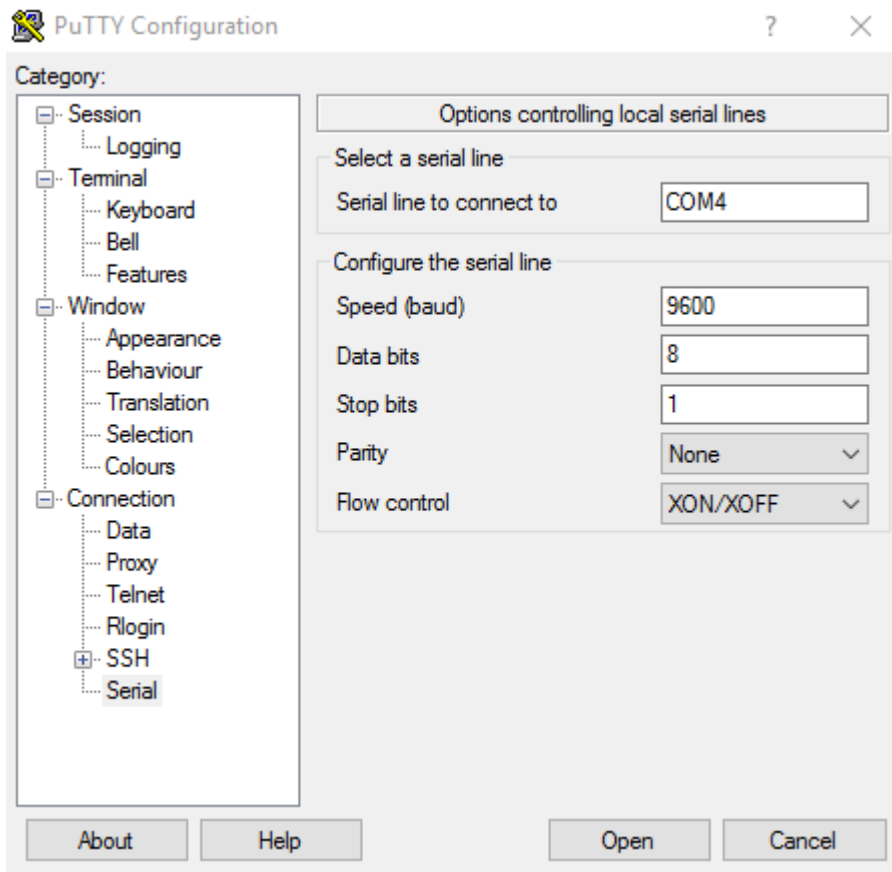 PuTTY Configuration
?
Category:
Session
Logging
Terminal
Keyboard
Bell
Features
Window
Appearance
Behaviour
Translation
Selection
Colours
Connection
Data
Proxy
Telnet
Rlogin
SSH
Serial
Options controlling local serial lines
Select a serial line
Serial line to connect to COM4
Configure the serial line
Speed (baud) 9600
Data bits 8
Stop bits 1
Parity None
Flow control XON/XOFF
About Help Open Cancel